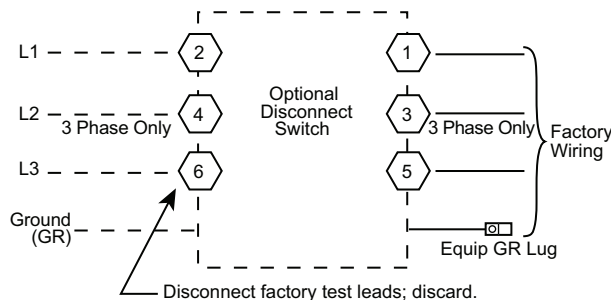 L1
2
1
L2
3 Phase Only
4
Optional
Disconnect
Switch
3
3 Phase Only
Factory
Wiring
L3
6
5
Ground
(GR)
Equip GR Lug
Disconnect factory test leads; discard.